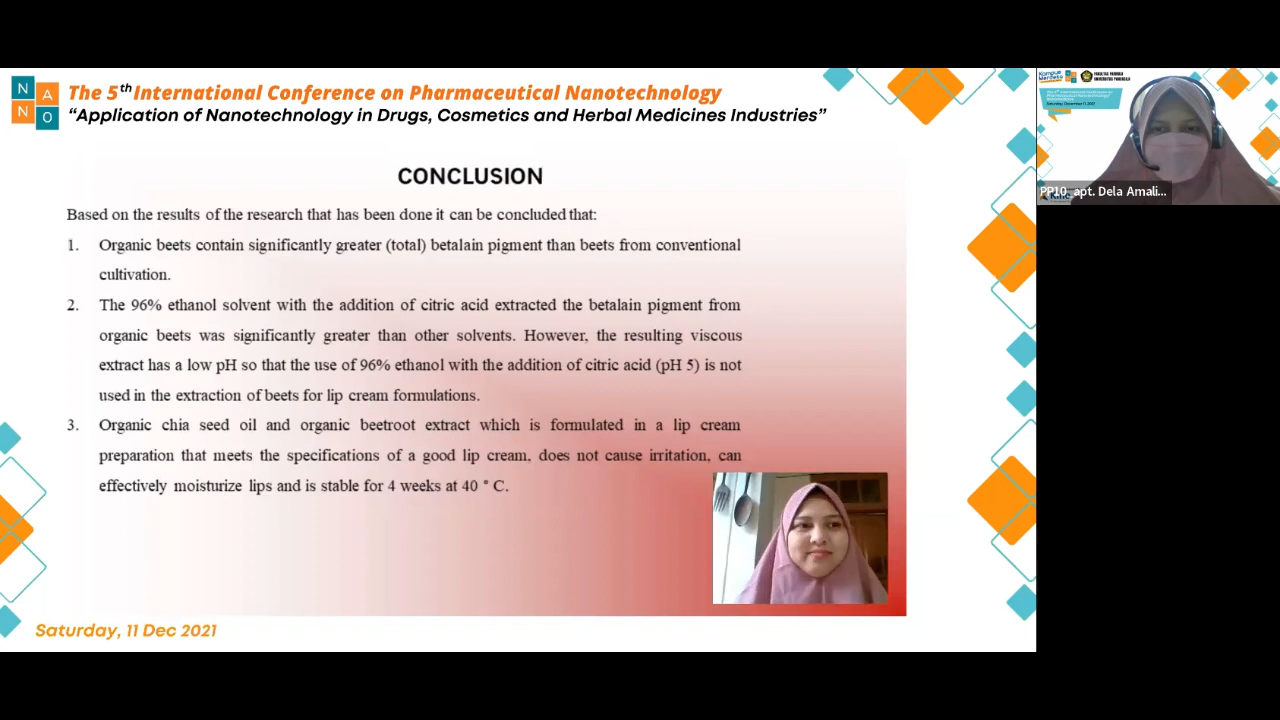 N A
N O
The 5th International Conference on Pharmaceutical Nanotechnology
“Application of Nanotechnology in Drugs, Cosmetics and Herbal Medicines Industries”
CONCLUSION
Based on the results of the research that has been done it can be concluded that:
1. Organic beets contain significantly greater (total) betalain pigment than beets from conventional
cultivation.
2. The 96% ethanol solvent with the addition of citric acid extracted the betalain pigment from
organic beets was significantly greater than other solvents. However, the resulting viscous
extract has a low pH so that the use of 96% ethanol with the addition of citric acid (pH 5) is not
used in the extraction of beets for lip cream formulations.
3. Organic chia seed oil and organic beetroot extract which is formulated in a lip cream
preparation that meets the specifications of a good lip cream, does not cause irritation, can
effectively moisturize lips and is stable for 4 weeks at 40 ° C.
Saturday, 11 Dec 2021
PP10_apt. Dela Amali...